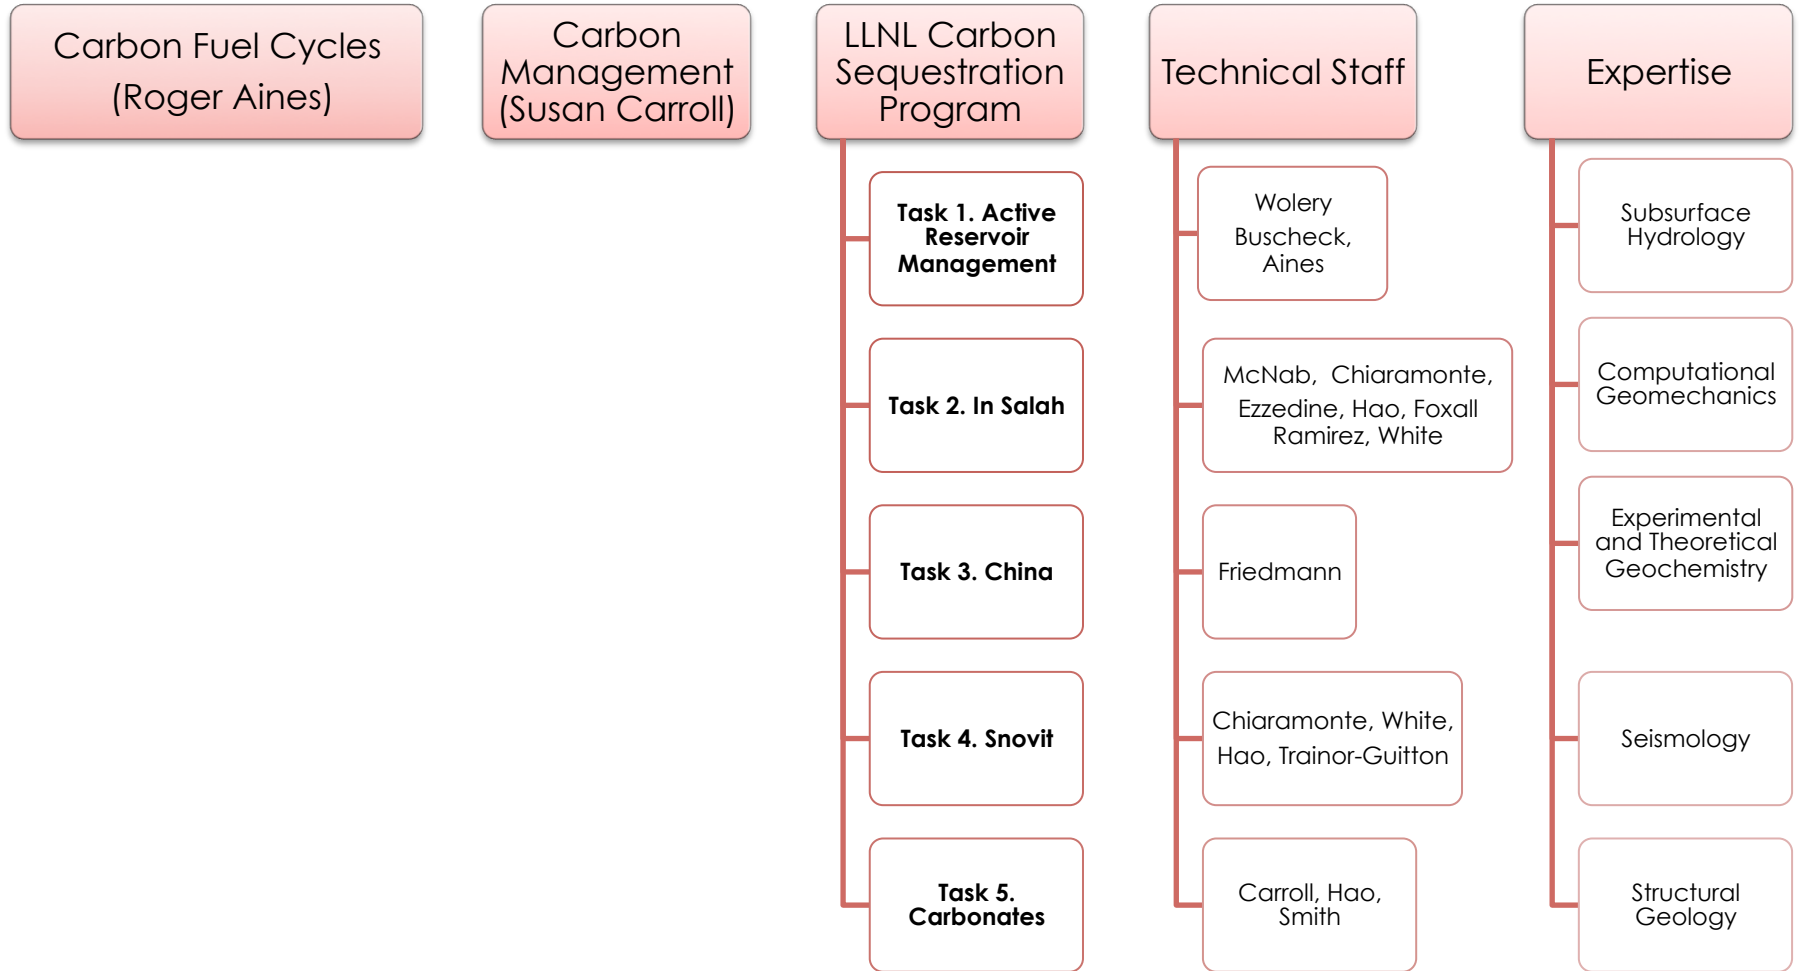 Carbon Fuel Cycles
(Roger Aines)
Carbon
Management
(Susan Carroll)
LLNL Carbon
Sequestration
Program
Technical Staff
Expertise
Task 1. Active
Reservoir
Management
Task 2. In Salah
Task 3. China
Task 4. Snovit
Task 5.
Carbonates
Wolery
Buscheck,
Aines
McNab, Chiaramonte,
Ezzedine, Hao, Foxall
Ramirez, White
Friedmann
Chiaramonte, White,
Hao, Trainor-Guitton
Carroll, Hao,
Smith
Subsurface
Hydrology
Computational
Geomechanics
Experimental
and Theoretical
Geochemistry
Seismology
Structural
Geology